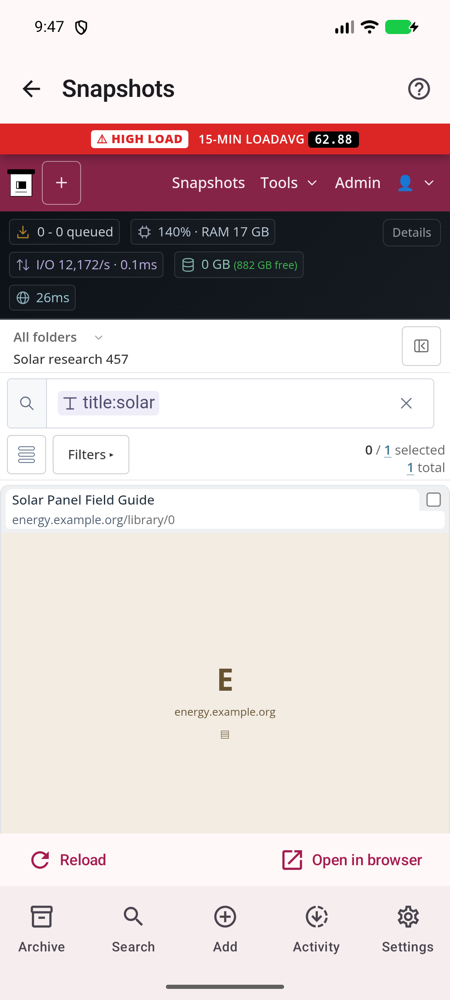 9:47
Snapshots
⚠ HIGH LOAD 15-MIN LOADAVG 62.88
+ Snapshots Tools Admin
0 - 0 queued 140% · RAM 17 GB Details
I/O 12,172/s · 0.1ms 0 GB (882 GB free)
26ms
All folders
Solar research 457
title:solar
Filters ▸ 0 / 1 selected
1 total
Solar Panel Field Guide
energy.example.org/library/0
E
energy.example.org
Reload Open in browser
Archive Search Add Activity Settings